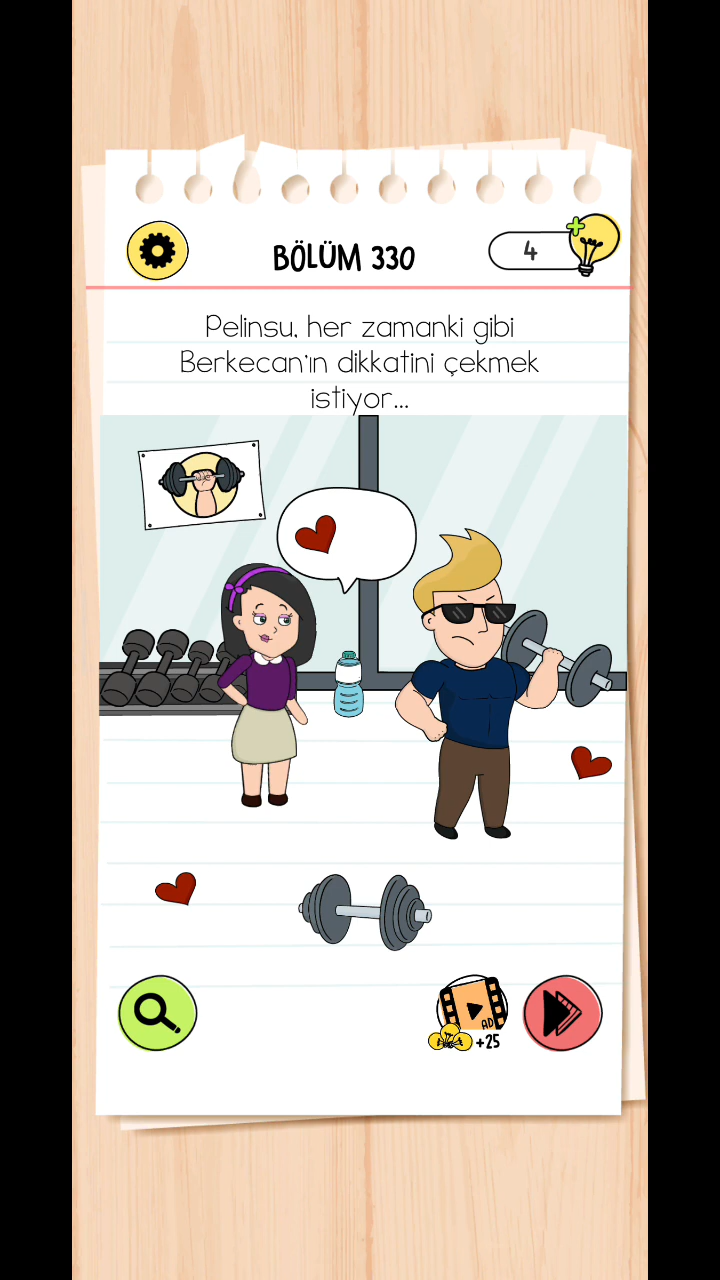 BÖLÜM 330
4
Pelinsu, her zamanki gibi
Berkecan'ın dikkatini çekmek
istiyor...
AD
+25